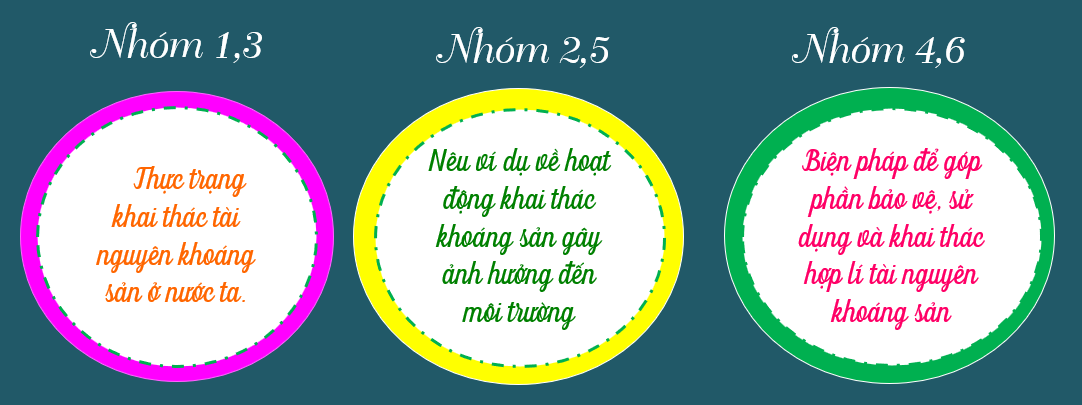 Nhóm 1,3
Thực trạng
khai thác tài
nguyên khoáng
sản ở nước ta.
Nhóm 2,5
Nêu ví dụ về hoạt
động khai thác
khoáng sản gây
ảnh hưởng đến
môi trường
Nhóm 4,6
Biện pháp để góp
phần bảo vệ, sử
dụng và khai thác
hợp lí tài nguyên
khoáng sản